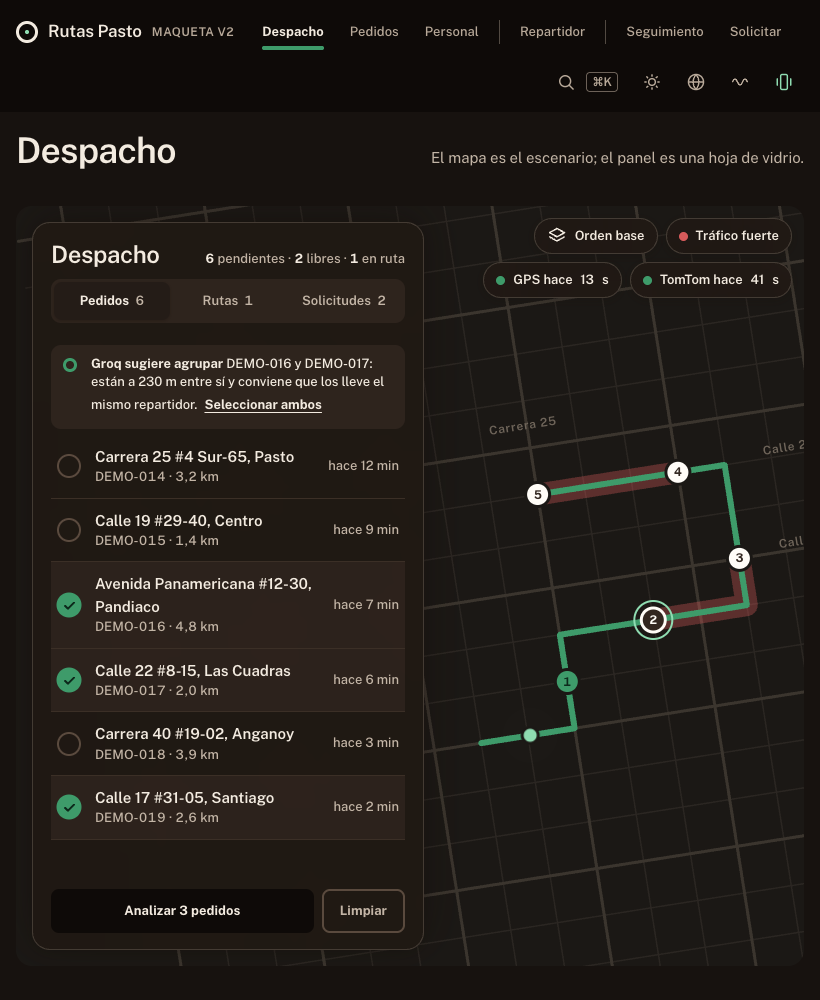 Rutas Pasto MAQUETA V2 Despacho Pedidos Personal Repartidor Seguimiento Solicitar
⌘K
Despacho
El mapa es el escenario; el panel es una hoja de vidrio.
Despacho
6 pendientes · 2 libres · 1 en ruta
Pedidos 6 Rutas 1 Solicitudes 2
Groq sugiere agrupar DEMO-016 y DEMO-017:
están a 230 m entre sí y conviene que los lleve el
mismo repartidor. Seleccionar ambos
Carrera 25 #4 Sur-65, Pasto
DEMO-014 · 3,2 km
hace 12 min
Calle 19 #29-40, Centro
DEMO-015 · 1,4 km
hace 9 min
Avenida Panamericana #12-30,
Pandiaco
DEMO-016 · 4,8 km
hace 7 min
Calle 22 #8-15, Las Cuadras
DEMO-017 · 2,0 km
hace 6 min
Carrera 40 #19-02, Anganoy
DEMO-018 · 3,9 km
hace 3 min
Calle 17 #31-05, Santiago
DEMO-019 · 2,6 km
hace 2 min
Analizar 3 pedidos Limpiar
Orden base Tráfico fuerte
GPS hace 13 s TomTom hace 41 s
Carrera 25
Calle 2
Call
5
4
3
2
1